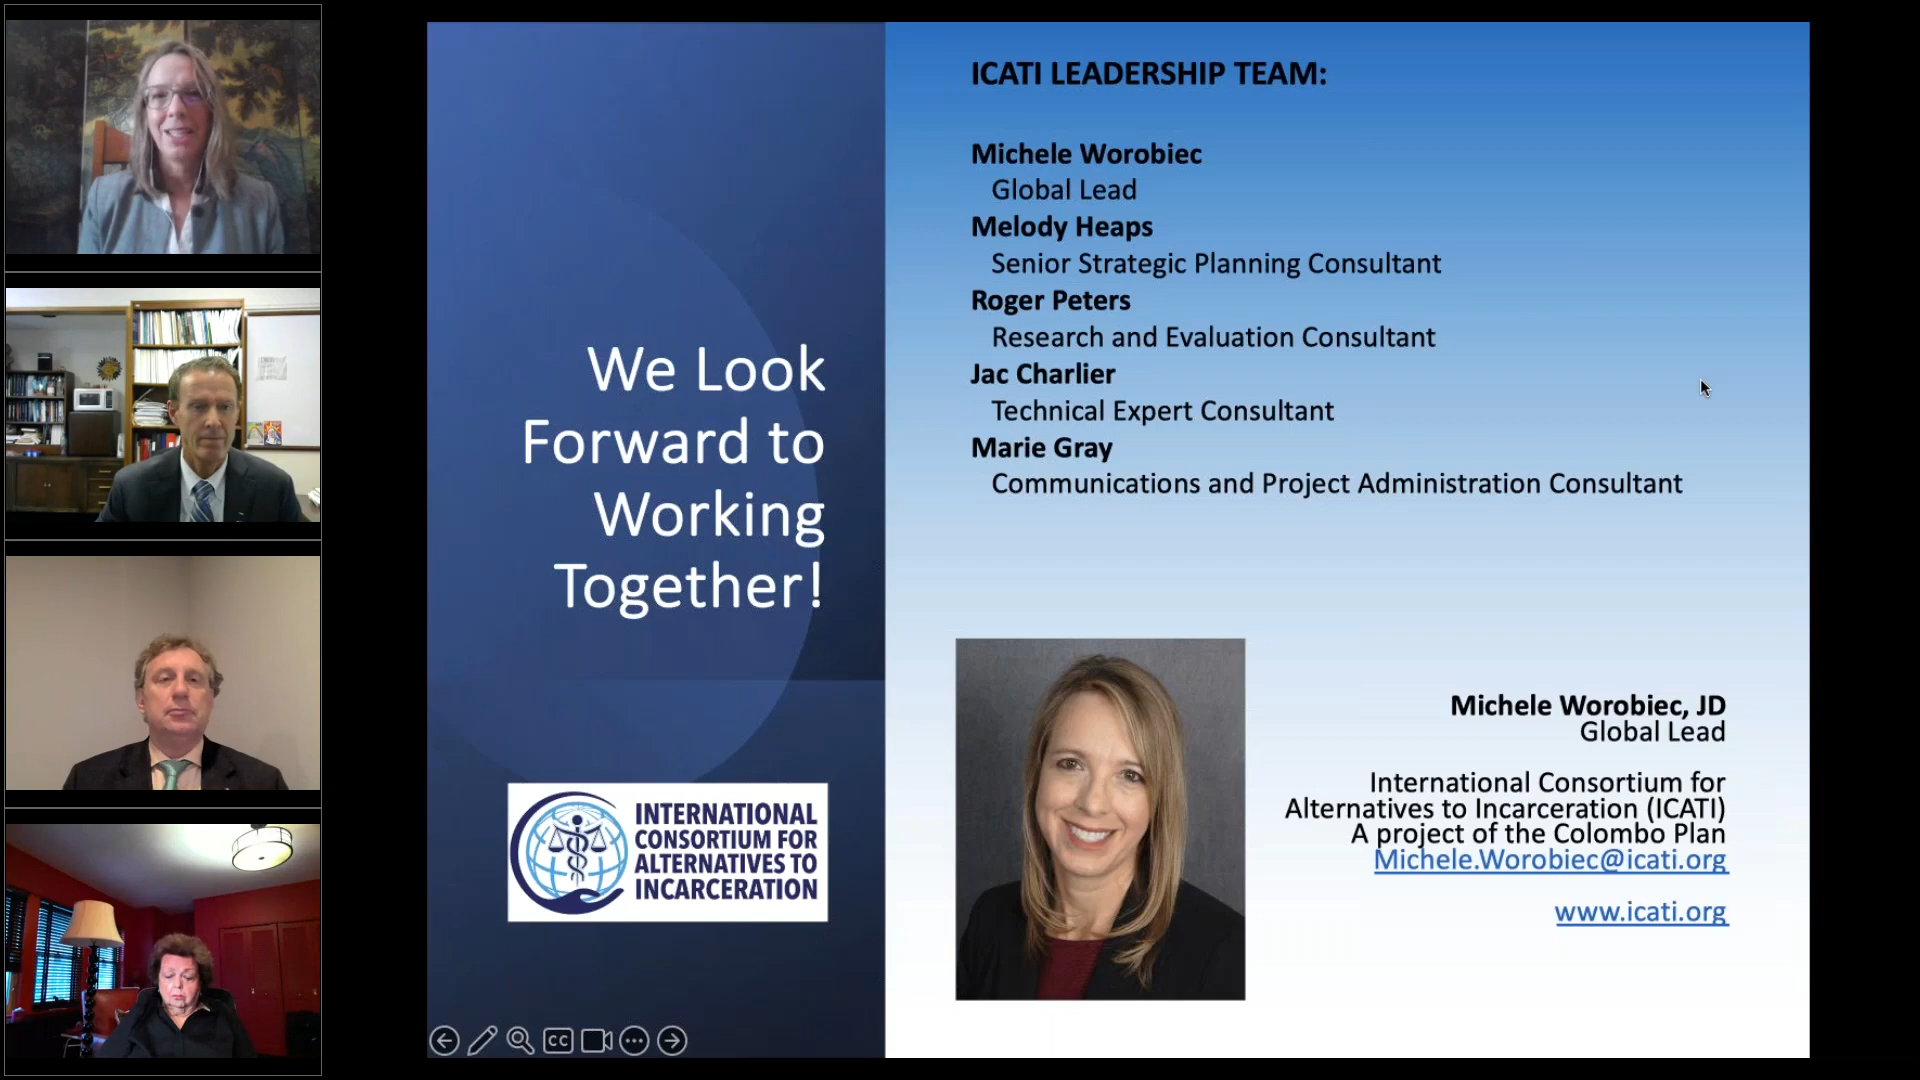 We Look
Forward to
Working
Together!
INTERNATIONAL
CONSORTIUM FOR
ALTERNATIVES TO
INCARCERATION
ICATI LEADERSHIP TEAM:
Michele Worobiec
Global Lead
Melody Heaps
Senior Strategic Planning Consultant
Roger Peters
Research and Evaluation Consultant
Jac Charlier
Technical Expert Consultant
Marie Gray
Communications and Project Administration Consultant
Michele Worobiec, JD
Global Lead
International Consortium for
Alternatives to Incarceration (ICATI)
A project of the Colombo Plan
Michele.Worobiec@icati.org
www.icati.org
CC